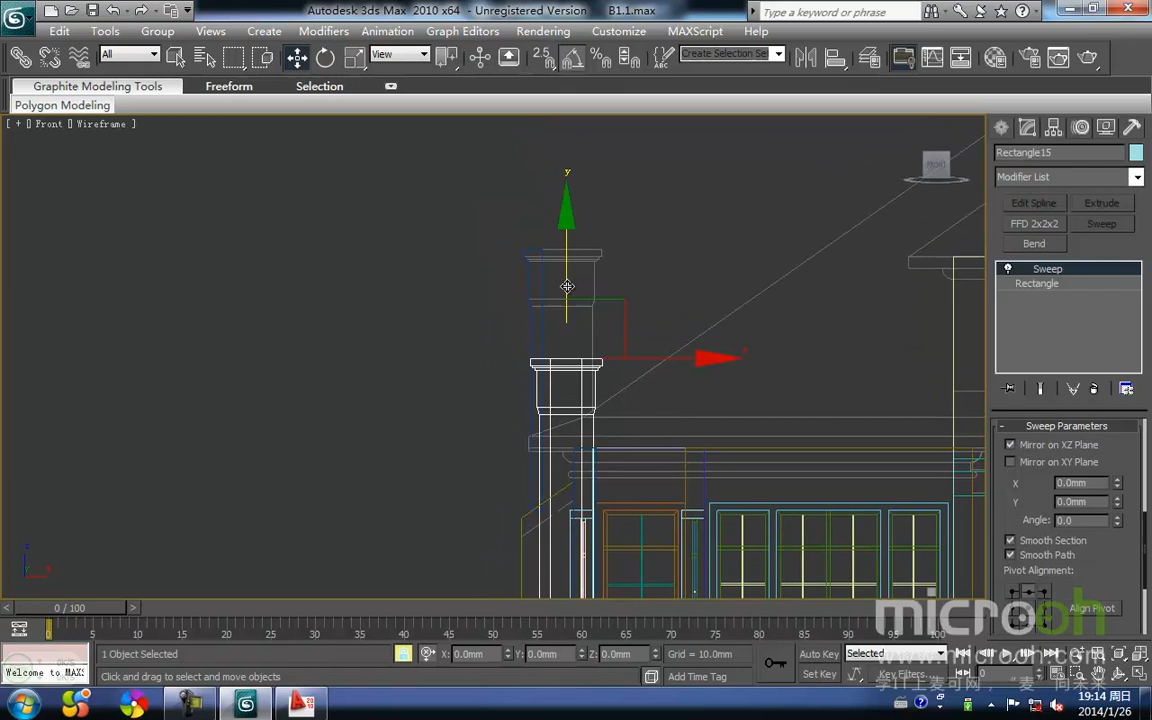 Autodesk 3ds Max 2010 x64 - Unregistered Version B1.1.max
Type a keyword or phrase
Edit Tools Group Views Create Modifiers Animation Graph Editors Rendering Customize MAXScript Help
All View 2.5 Create Selection Se
Graphite Modeling Tools Freeform Selection
Polygon Modeling
[ + [] Front [] Wireframe ]
FRONT
y
x
z
x
Rectangle15
Modifier List
Edit Spline Extrude
FFD 2x2x2 Sweep
Bend
Sweep
Rectangle
- Sweep Parameters
Mirror on XZ Plane
Mirror on XY Plane
X 0.0mm
Y 0.0mm
Angle: 0.0
Smooth Section
Smooth Path
Pivot Alignment:
Align Pivot
microoh
www.microoh.com
0 / 100
0 5 10 15 20 25 30 35 40 45 50 55 60 65 70 75 80 85 90 95 100
1 Object Selected X: 0.0mm Y: 0.0mm Z: 0.0mm Grid = 10.0mm Auto Key Selected
Welcome to MAX: Click and drag to select and move objects Add Time Tag Set Key Key Filters... 0
19:14 周日
2014/1/26